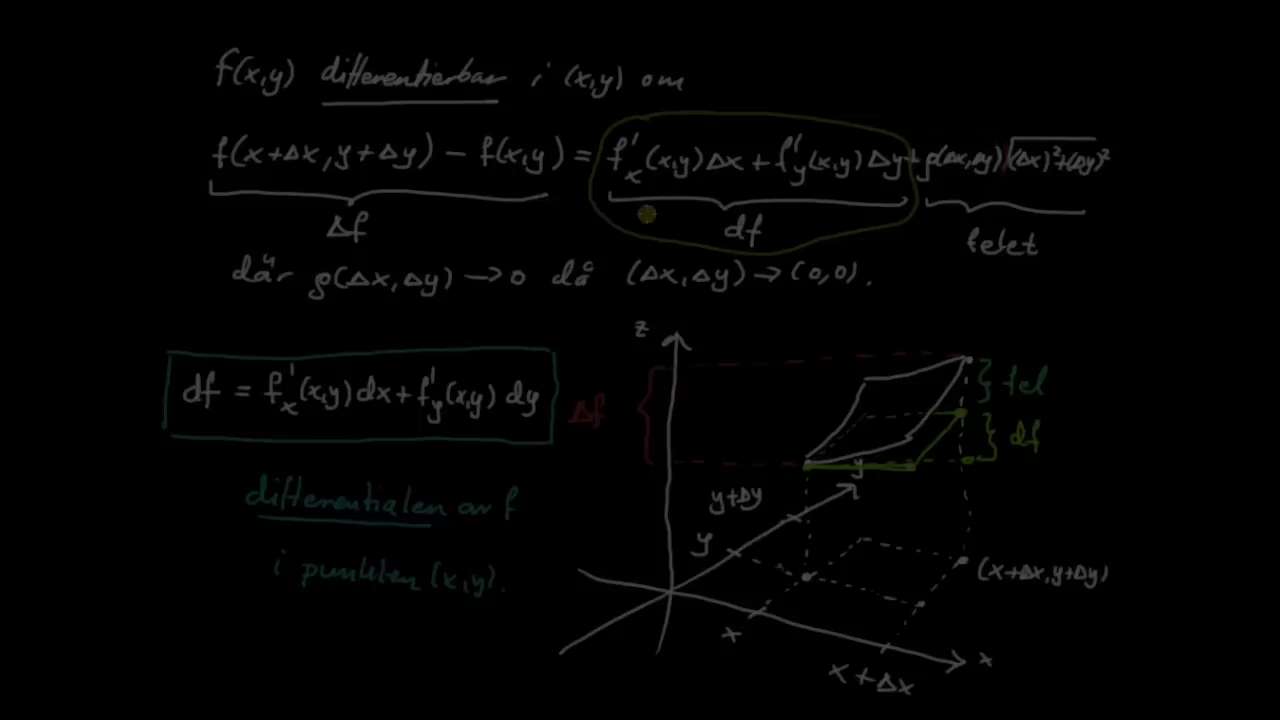 f(x,y) differentierbar i (x,y) om
f(x+Δx, y+Δy) − f(x,y) = f'x(x,y)Δx + f'y(x,y)Δy + ρ(Δx,Δy)√((Δx)²+(Δy)²)
Δf
df
felet
där ρ(Δx,Δy) → 0 då (Δx,Δy) → (0,0).
df = f'x(x,y)dx + f'y(x,y)dy
differentialen av f
i punkten (x,y).
z
Δf
fel
df
y
y+Δy
y
(x+Δx, y+Δy)
x
x
x+Δx